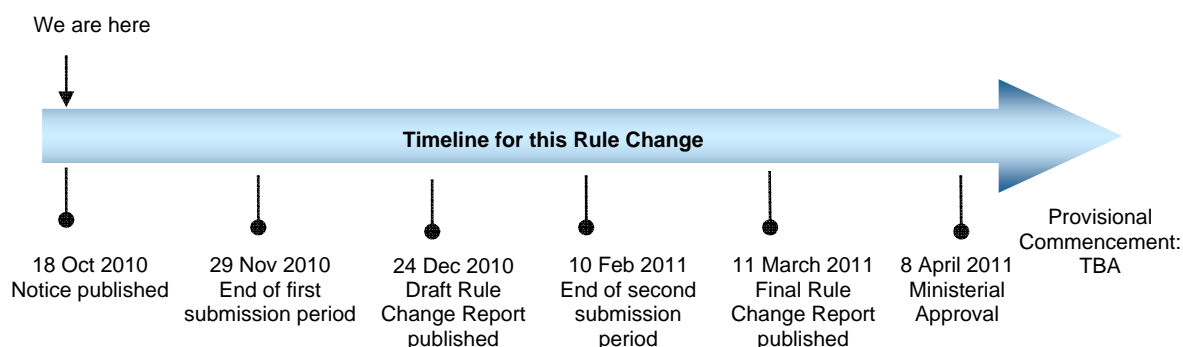 We are here
Timeline for this Rule Change
18 Oct 2010
Notice published
29 Nov 2010
End of first
submission period
24 Dec 2010
Draft Rule
Change Report
published
10 Feb 2011
End of second
submission
period
11 March 2011
Final Rule
Change Report
published
8 April 2011
Ministerial
Approval
Provisional
Commencement:
TBA